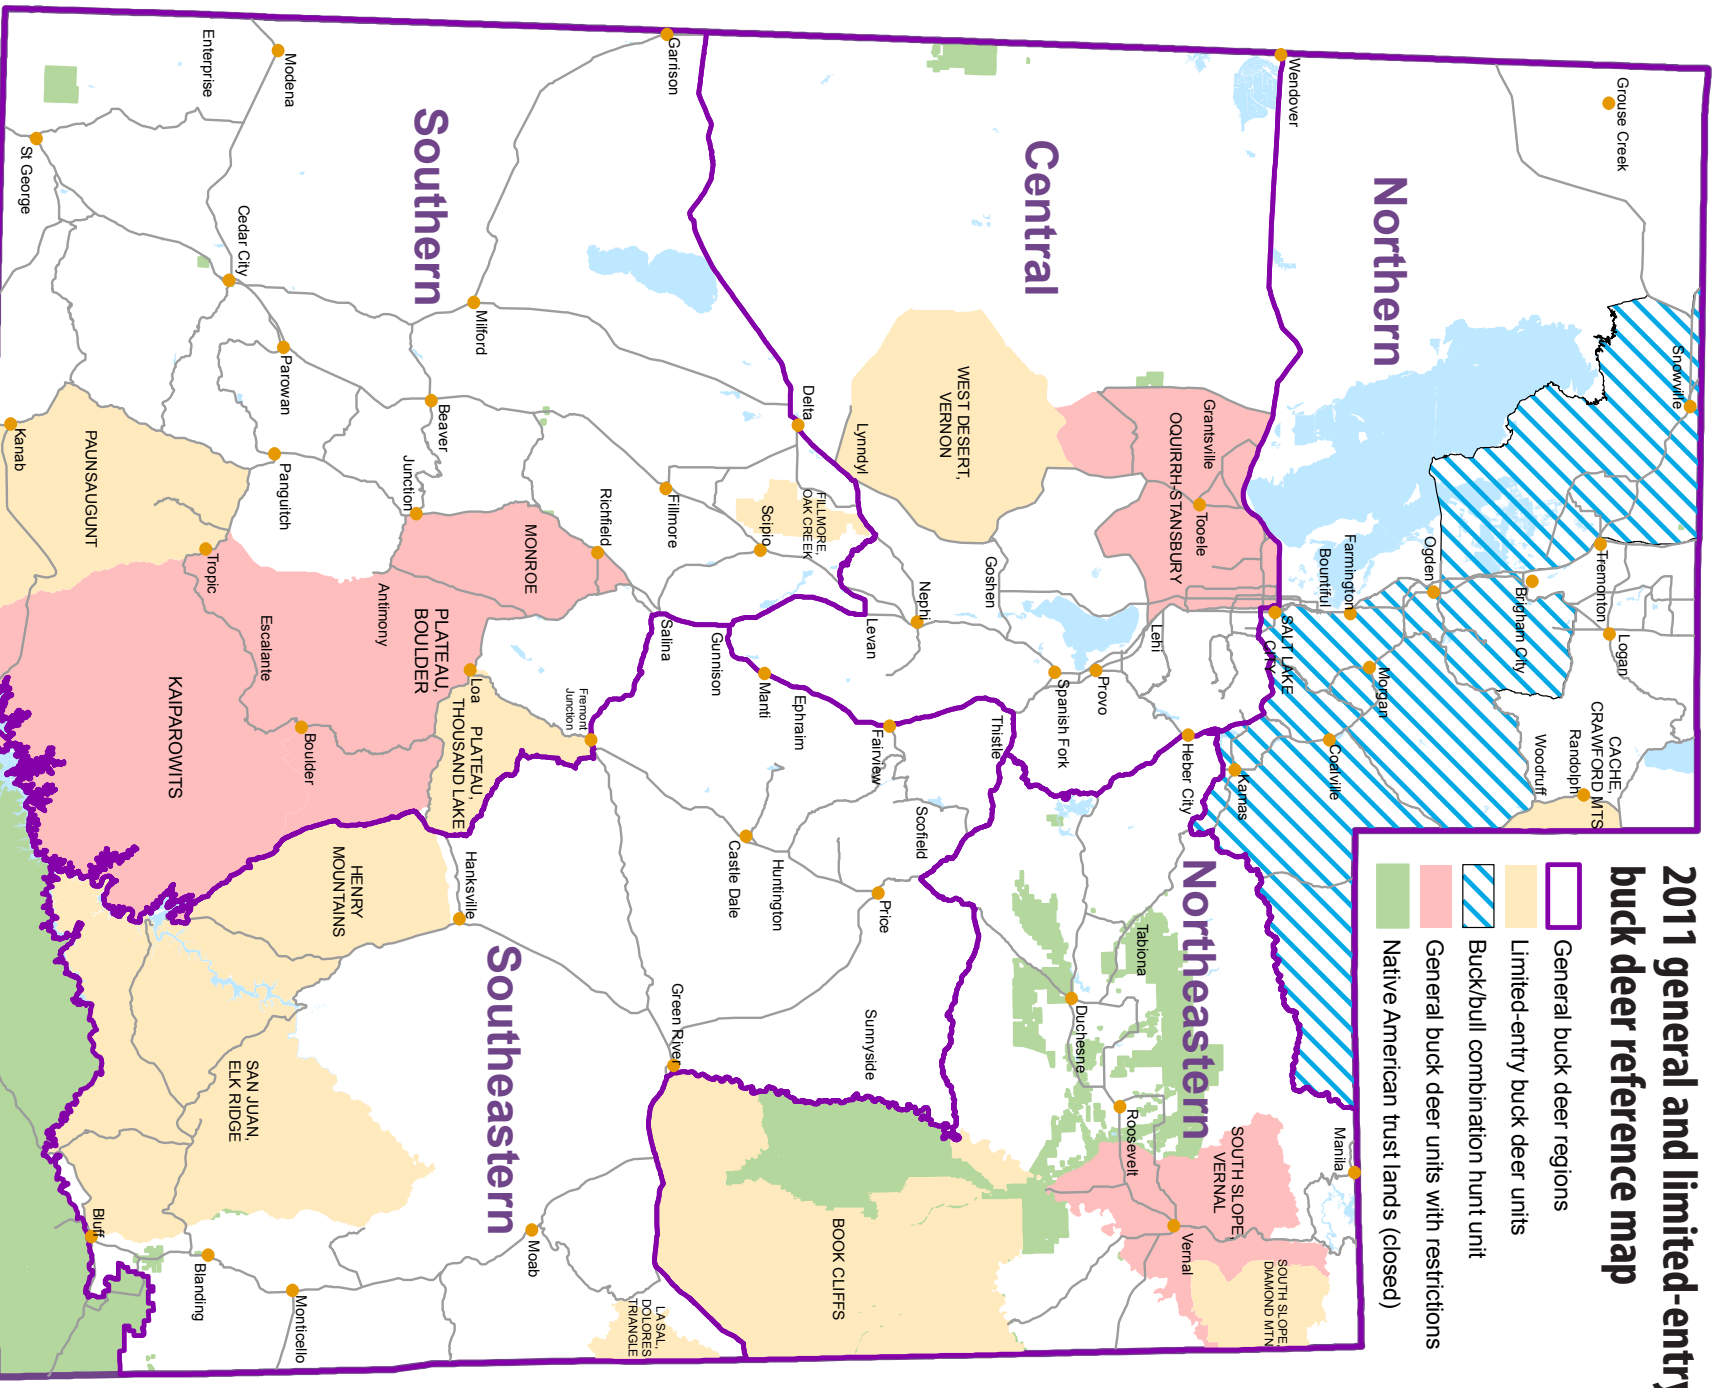 2011 general and limited-entry
buck deer reference map
General buck deer regions
Limited-entry buck deer units
Buck/bull combination hunt unit
General buck deer units with restrictions
Native American trust lands (closed)
Grouse Creek
Snowville
Tremonton
Logan
CACHE,
CRAWFORD MTS
Randolph
Woodruff
Brigham City
Ogden
Northern
Farmington
Bountiful
Morgan
Coalville
Wendover
SALT LAKE
CITY
Kamas
Manila
Grantsville
Tooele
OQUIRRH-STANSBURY
Lehi
Heber City
Northeastern
SOUTH SLOPE,
VERNAL
SOUTH SLOPE,
DIAMOND MTN
Vernal
Tabiona
Roosevelt
Duchesne
Central
Provo
Spanish Fork
Thistle
Goshen
WEST DESERT,
VERNON
Nephi
Scofield
Lynndyl
Levan
Fairview
Price
Sunnyside
Delta
FILLMORE,
OAK CREEK
Scipio
Ephraim
Manti
Gunnison
Huntington
Castle Dale
BOOK CLIFFS
Garrison
Fillmore
Salina
Green River
Richfield
Fremont
Junction
LA SAL,
DOLORES
TRIANGLE
MONROE
Moab
Southeastern
Milford
Loa
PLATEAU,
THOUSAND LAKE
Hanksville
Southern
Beaver
Junction
PLATEAU,
BOULDER
Antimony
HENRY
MOUNTAINS
Modena
Parowan
Panguitch
Boulder
Monticello
Cedar City
Escalante
SAN JUAN,
ELK RIDGE
Enterprise
Tropic
KAIPAROWITS
Blanding
PAUNSAUGUNT
Bluff
St George
Kanab